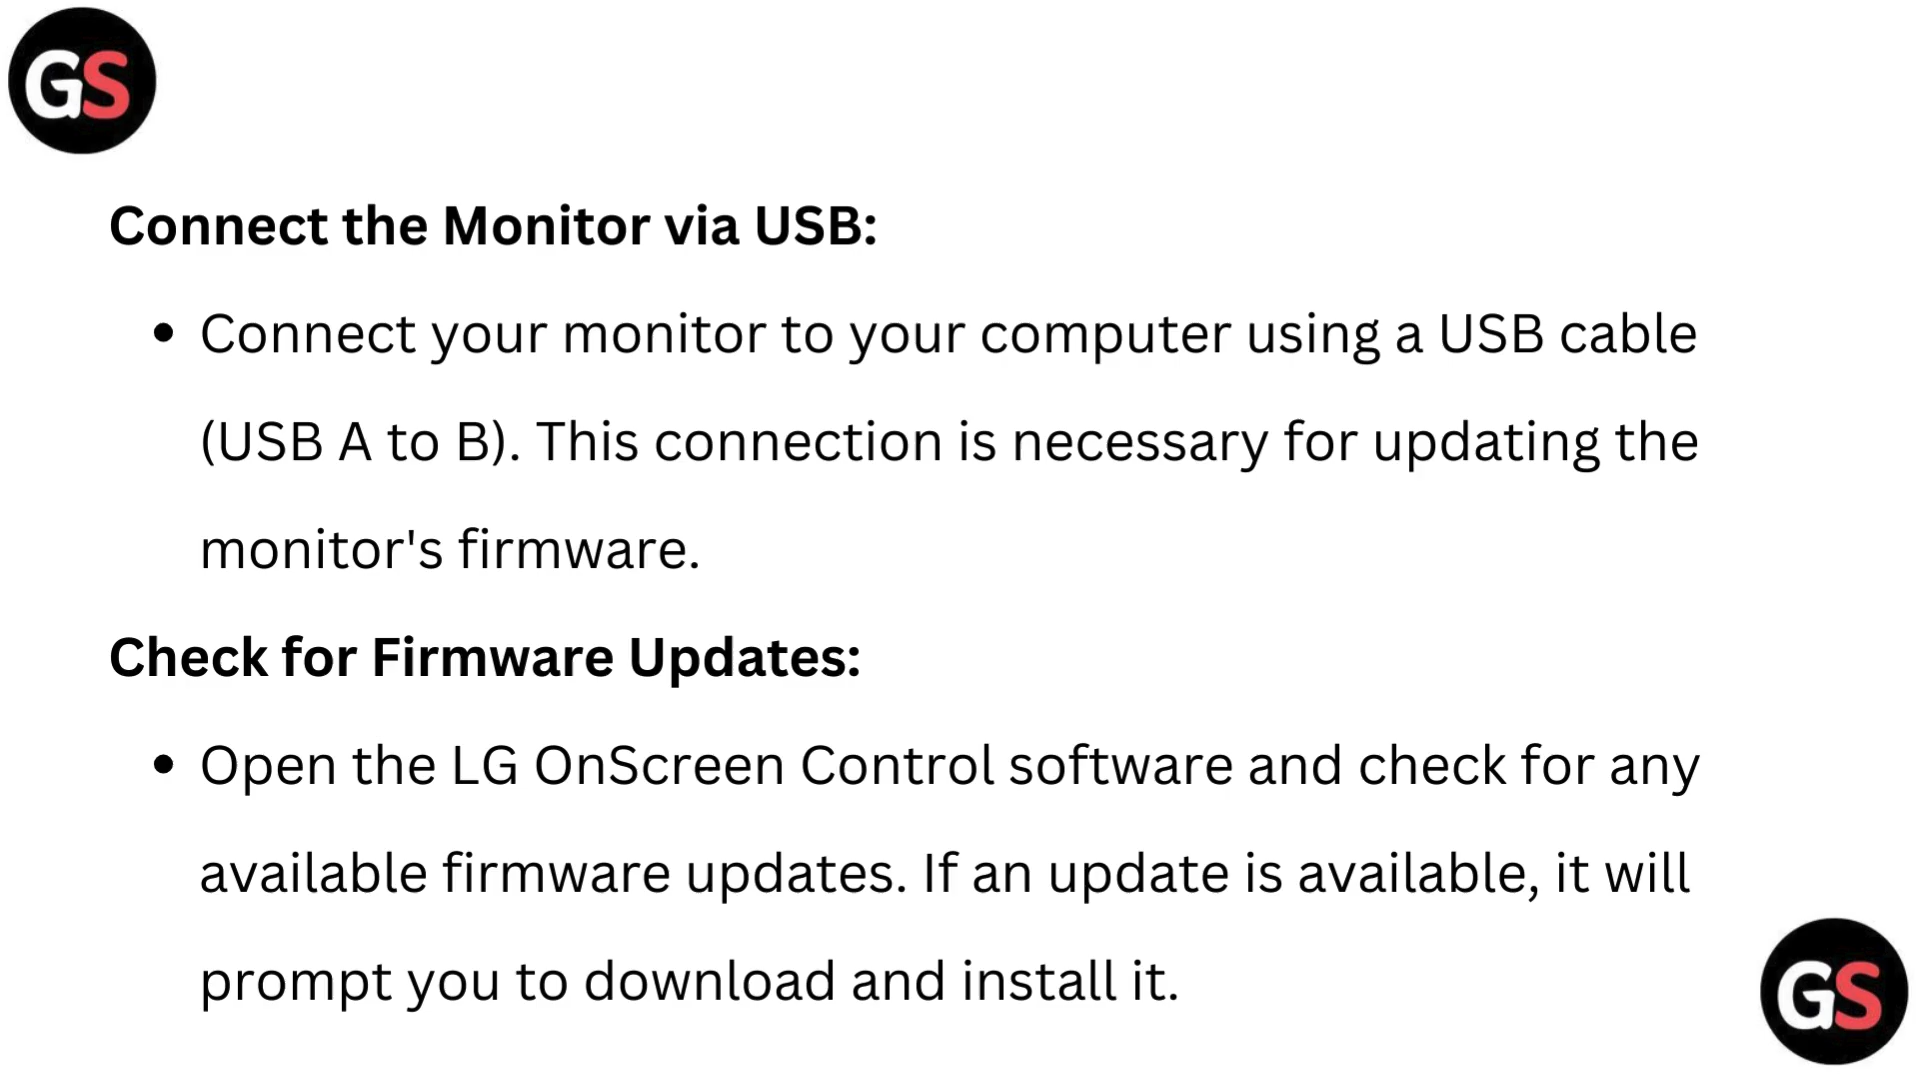 GS
Connect the Monitor via USB:
• Connect your monitor to your computer using a USB cable
(USB A to B). This connection is necessary for updating the
monitor's firmware.
Check for Firmware Updates:
• Open the LG OnScreen Control software and check for any
available firmware updates. If an update is available, it will
prompt you to download and install it.
GS